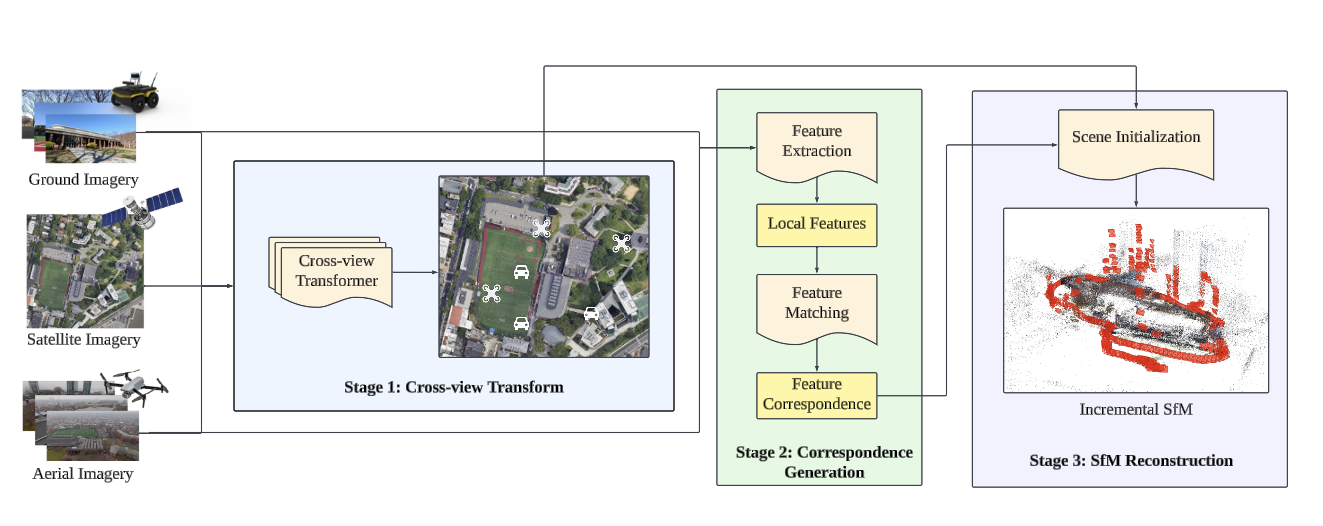 Ground Imagery
Satellite Imagery
Aerial Imagery
Cross-view
Transformer
Stage 1: Cross-view Transform
Feature
Extraction
Local Features
Feature
Matching
Feature
Correspondence
Stage 2: Correspondence
Generation
Scene Initialization
Incremental SfM
Stage 3: SfM Reconstruction